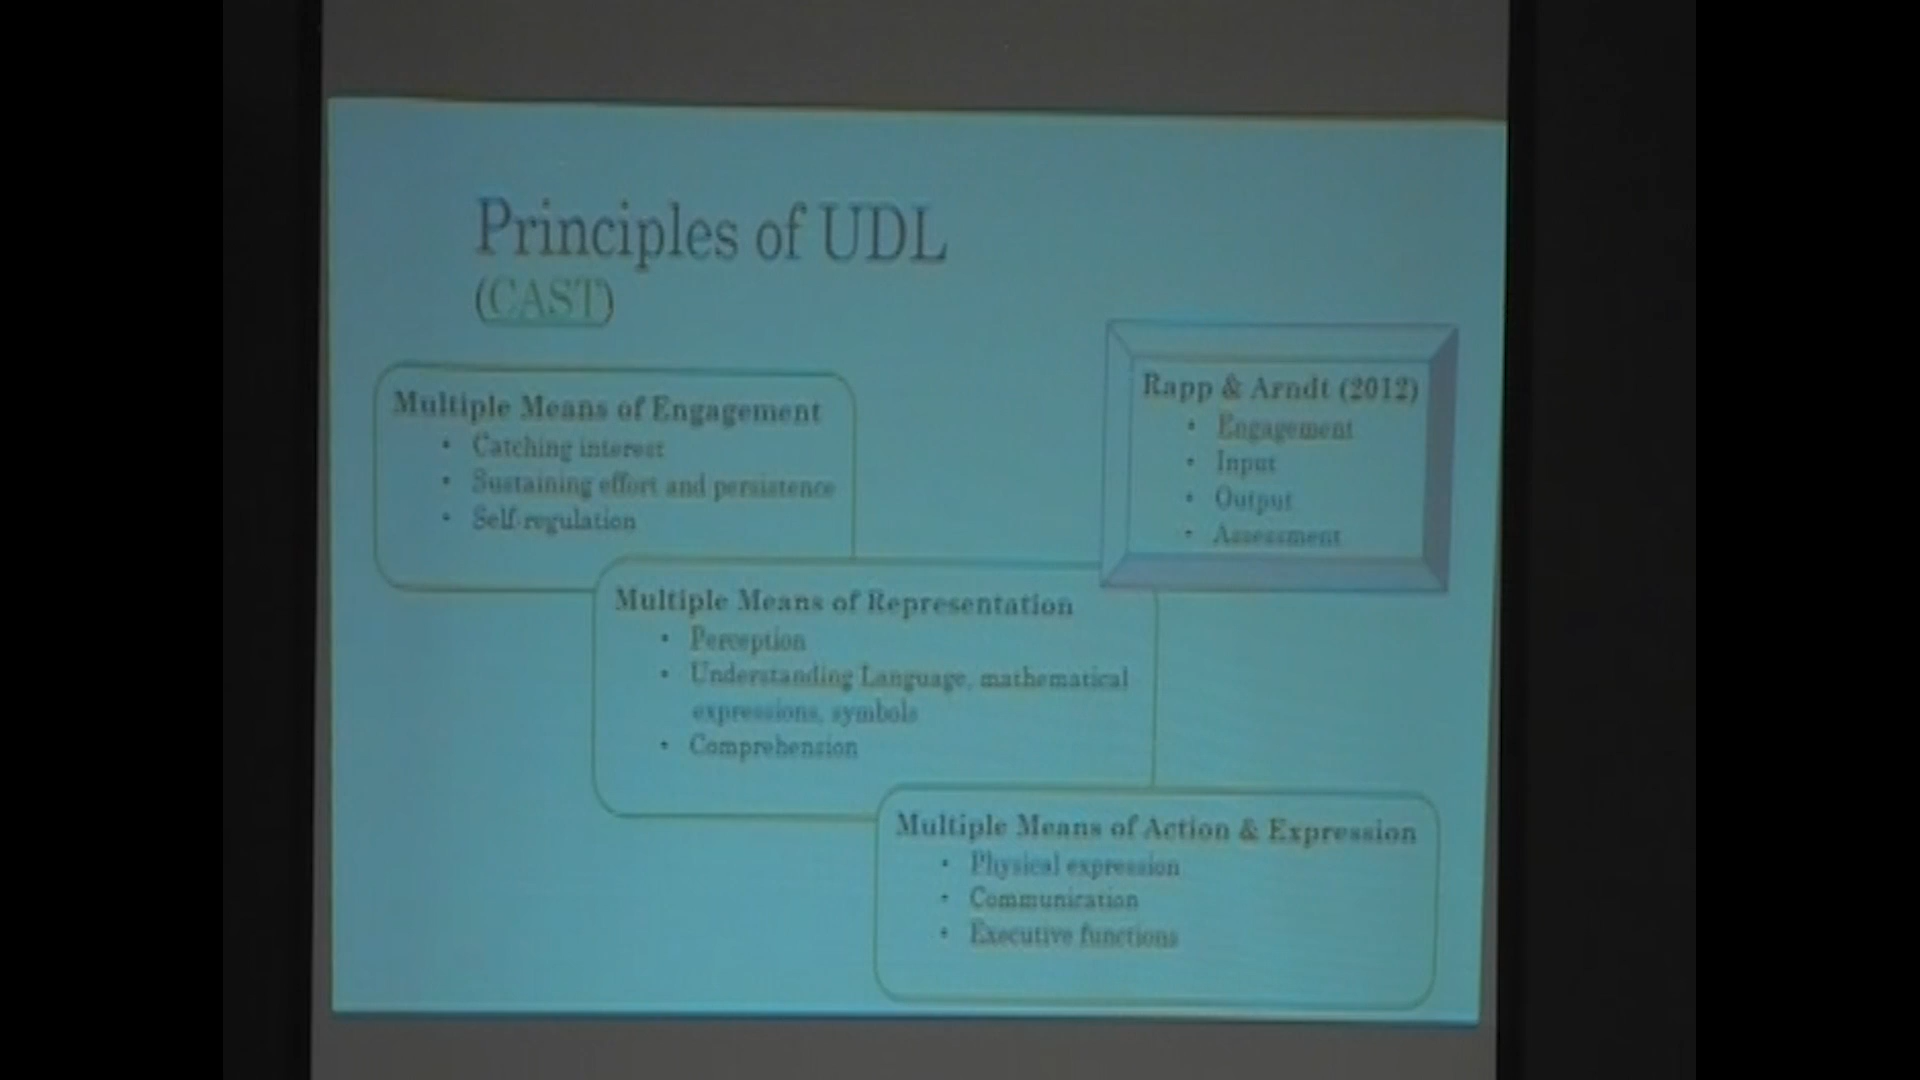 Principles of UDL
(CAST)
Multiple Means of Engagement
• Catching interest
• Sustaining effort and persistence
• Self-regulation
Rapp & Arndt (2012)
• Engagement
• Input
• Output
• Assessment
Multiple Means of Representation
• Perception
• Understanding Language, mathematical
expressions, symbols
• Comprehension
Multiple Means of Action & Expression
• Physical expression
• Communication
• Executive functions